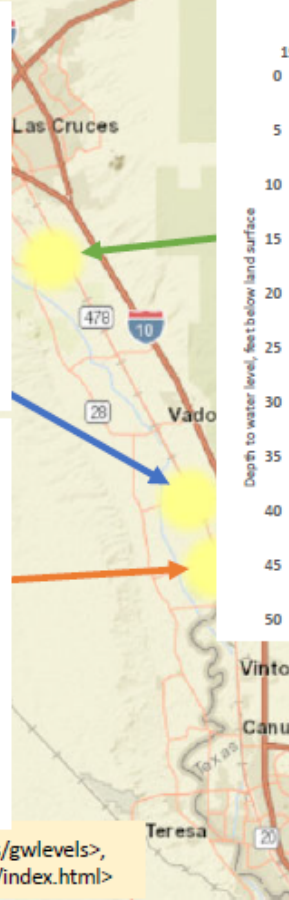 Las Cruces
478
10
28
Vado
Depth to water level, feet below land surface
0
5
10
15
20
25
30
35
40
45
50
Vinto
Canu
Texas
Teresa
20
s/gwlevels>,
/index.html>